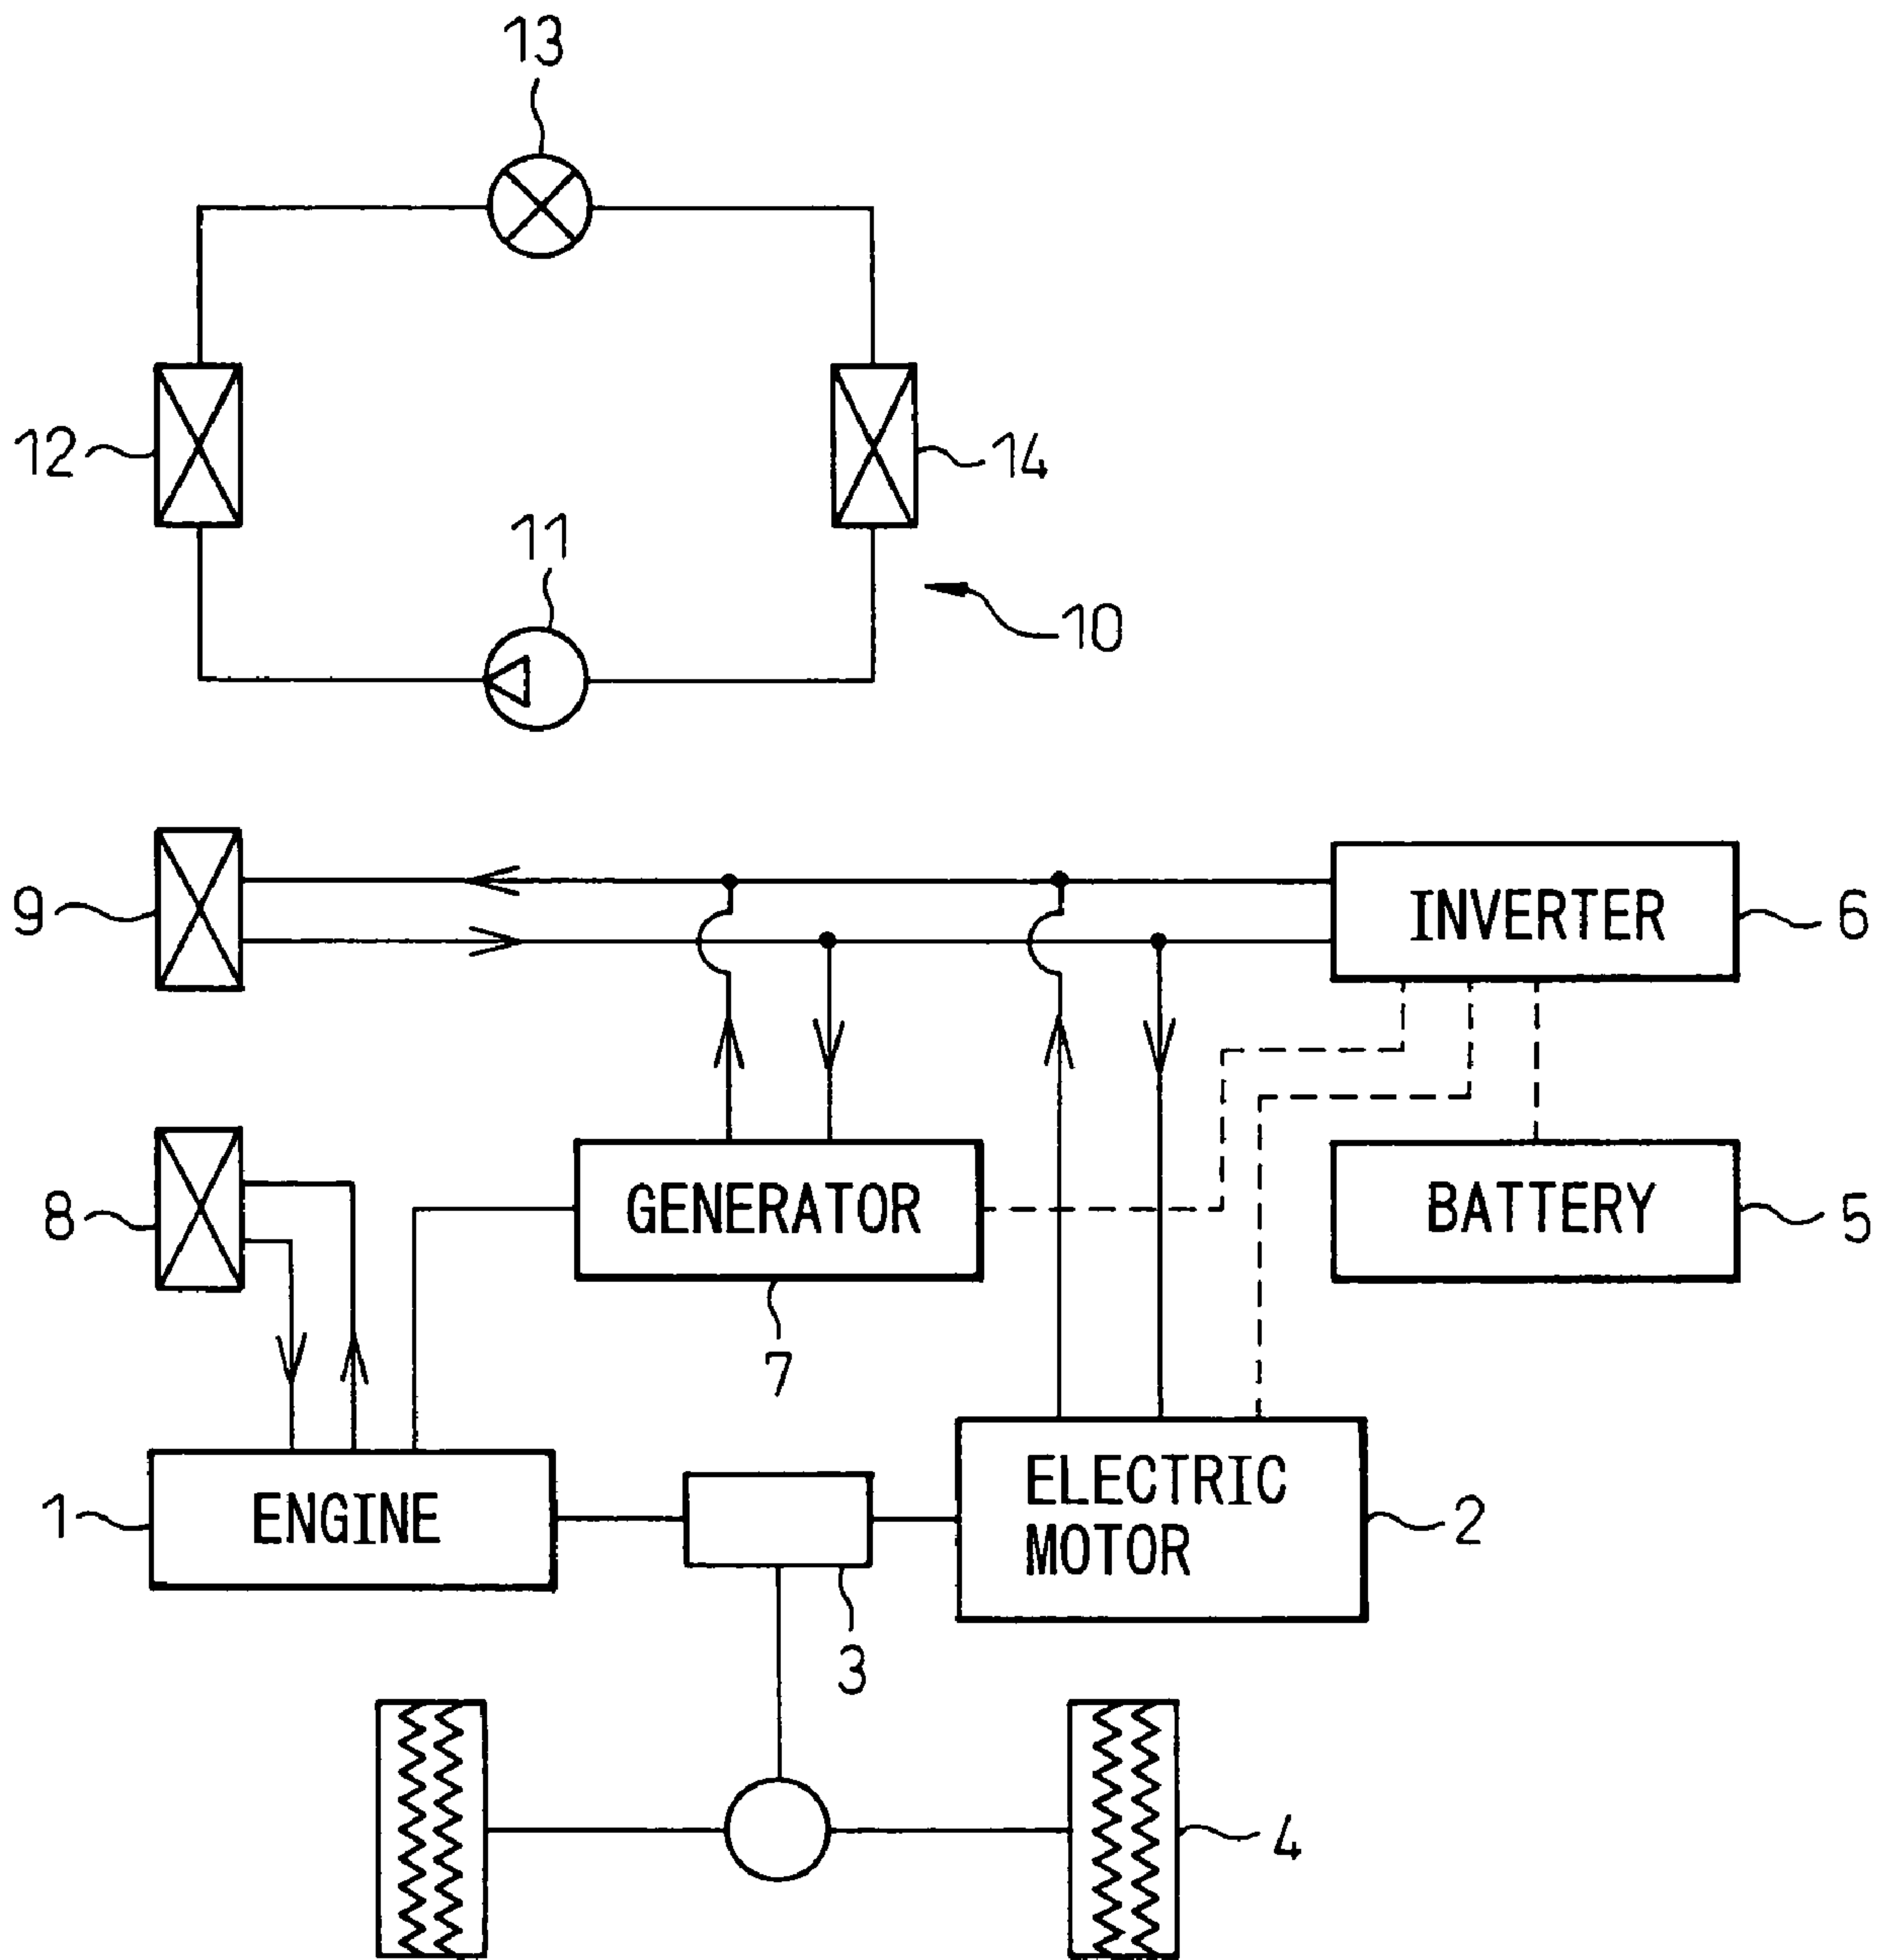 13
12
14
11
10
9
INVERTER
6
8
GENERATOR
BATTERY
5
7
1
ENGINE
ELECTRIC
MOTOR
2
3
4